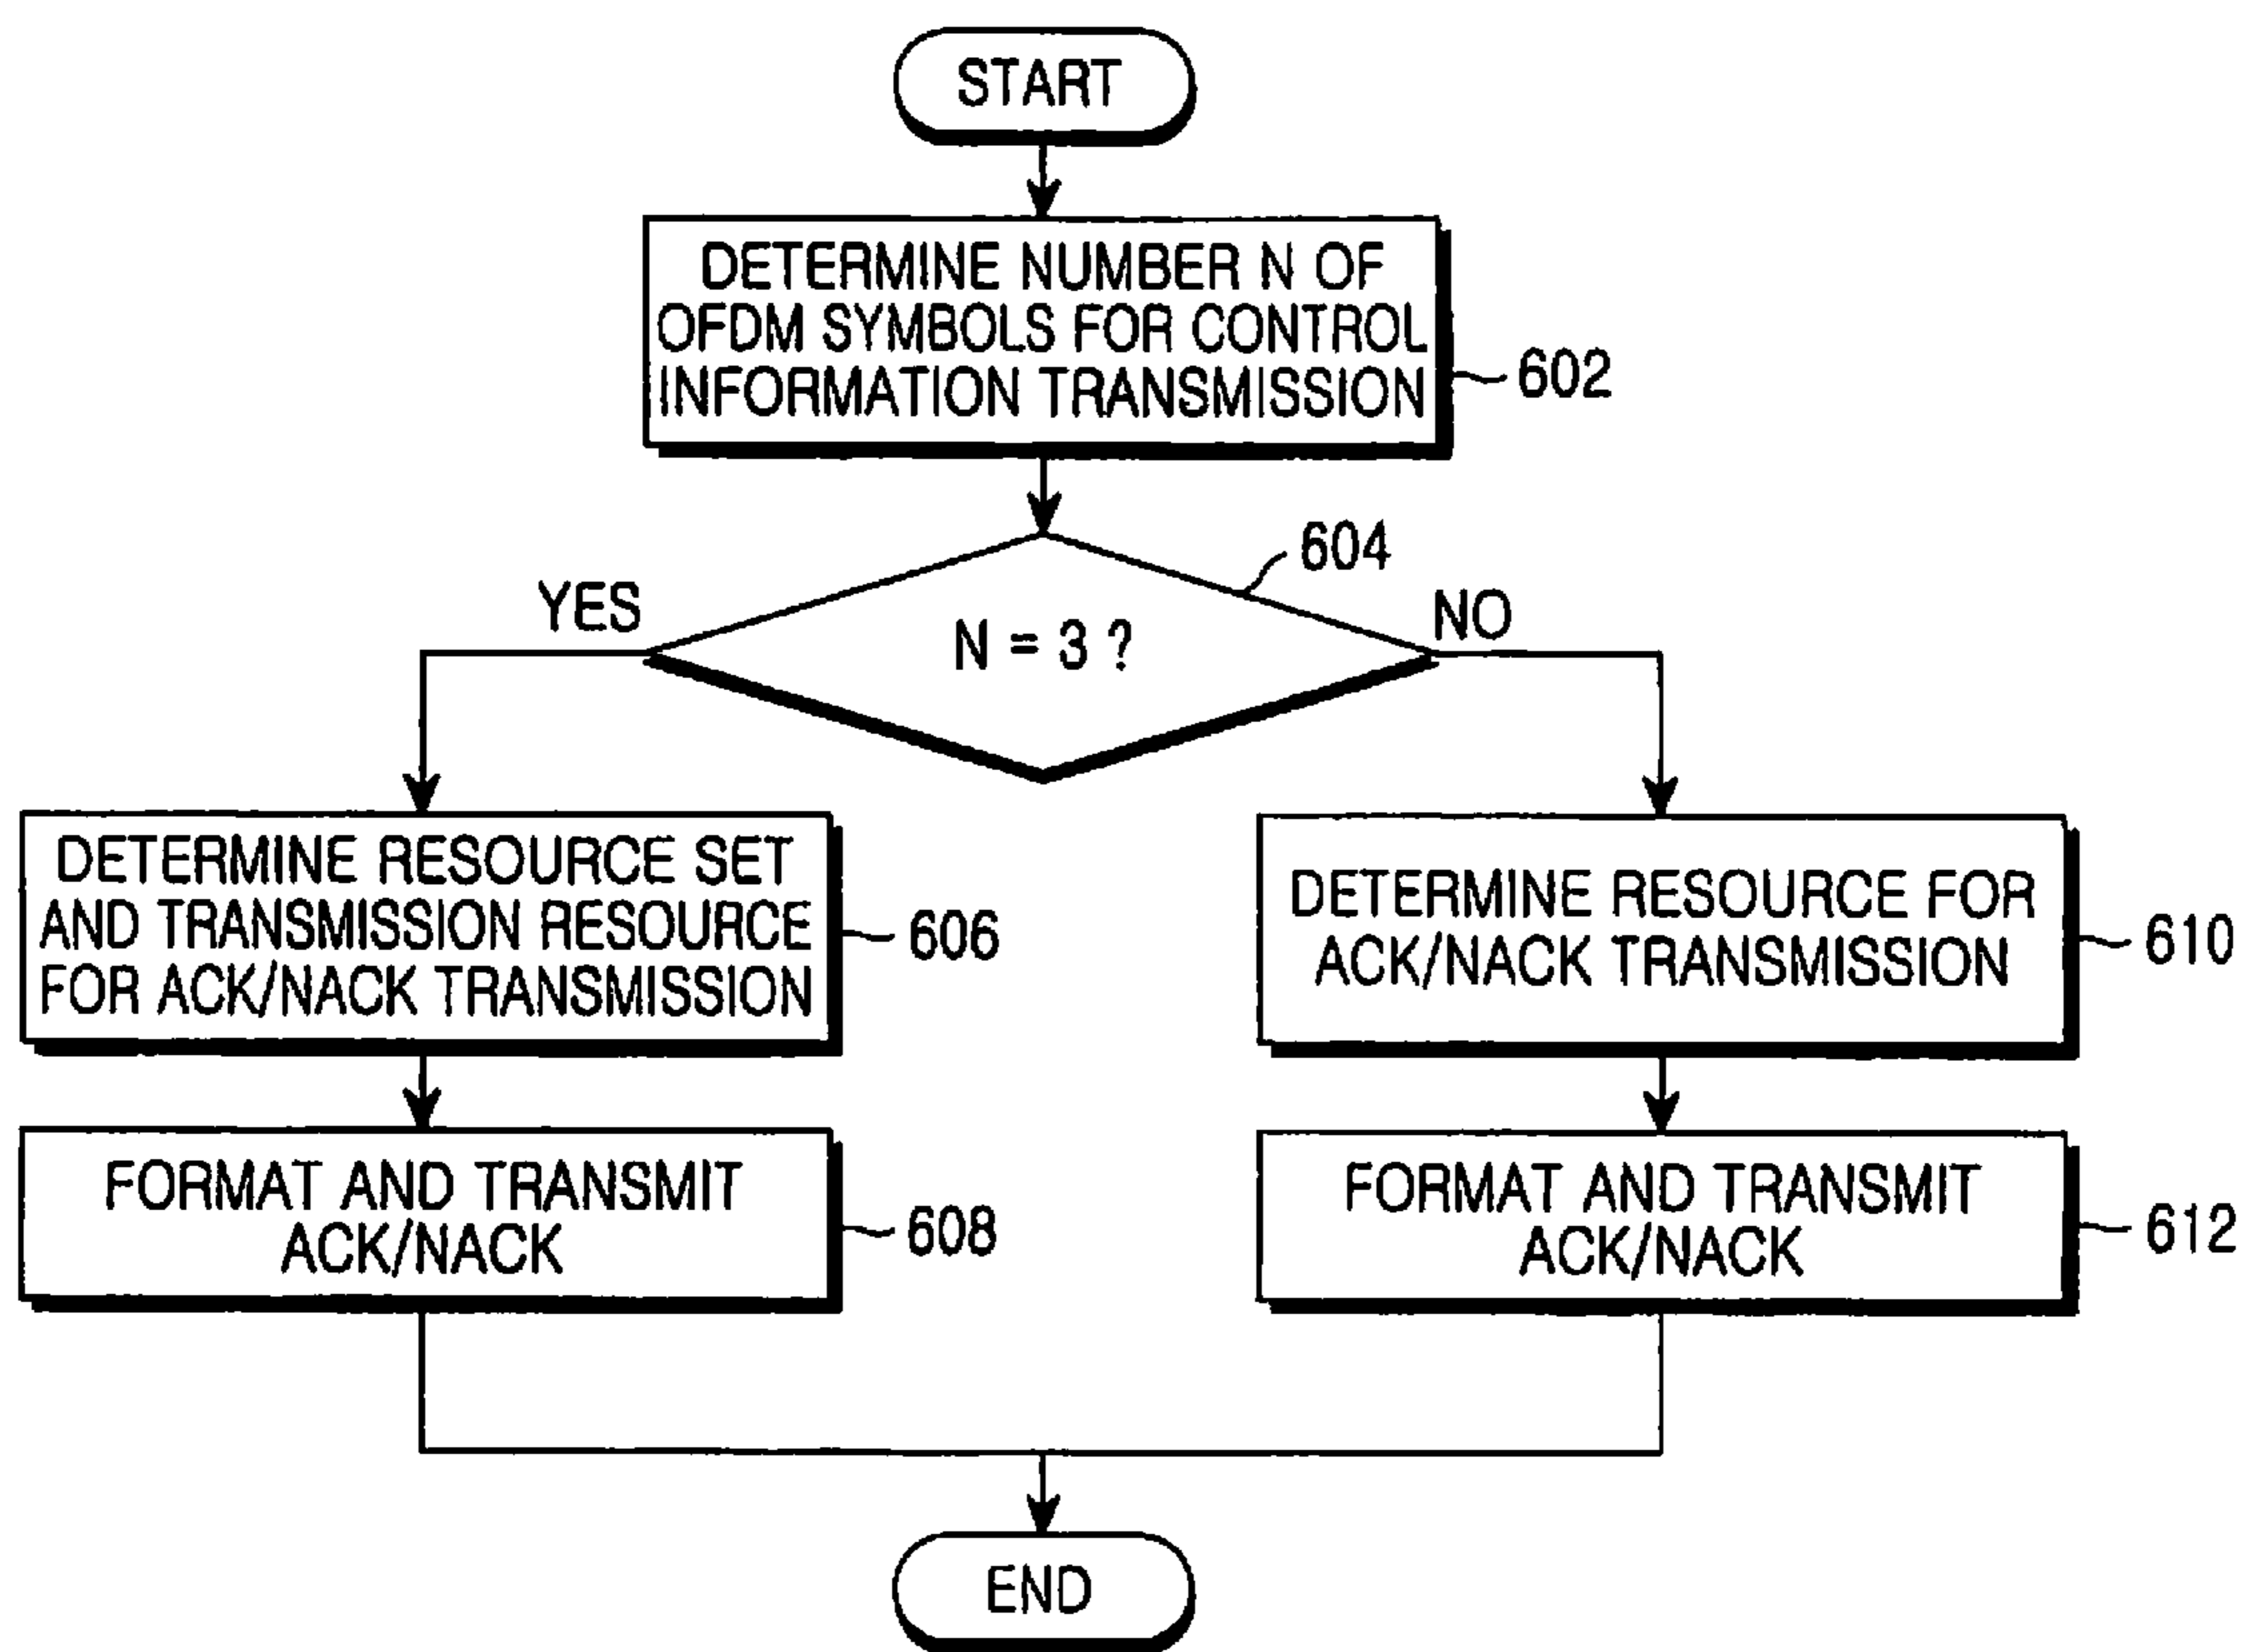 START
DETERMINE NUMBER N OF
OFDM SYMBOLS FOR CONTROL
INFORMATION TRANSMISSION
602
604
YES
N = 3 ?
NO
DETERMINE RESOURCE SET
AND TRANSMISSION RESOURCE
FOR ACK/NACK TRANSMISSION
606
DETERMINE RESOURCE FOR
ACK/NACK TRANSMISSION
610
FORMAT AND TRANSMIT
ACK/NACK
608
FORMAT AND TRANSMIT
ACK/NACK
612
END